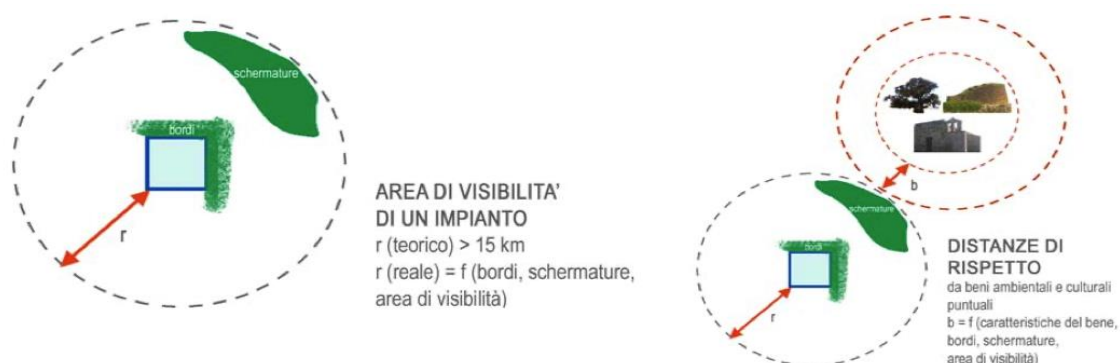 schermature
bordi
r
AREA DI VISIBILITA'
DI UN IMPIANTO
r (teorico) > 15 km
r (reale) = f (bordi, schermature,
area di visibilità)
b
schermature
bordi
r
DISTANZE DI
RISPETTO
da beni ambientali e culturali
puntuali
b = f (caratteristiche del bene,
bordi, schermature,
area di visibilità)